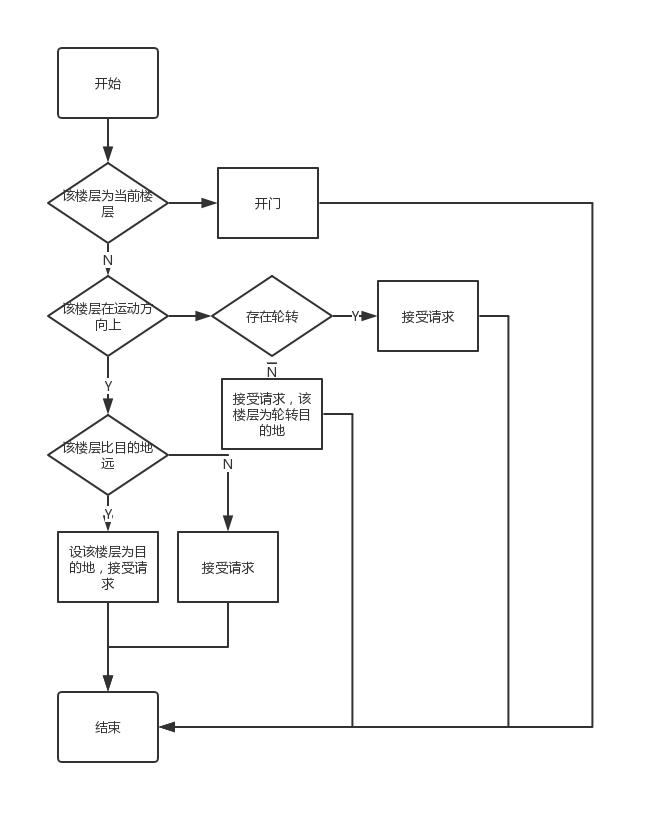 开始
该楼层为当前楼
层
开门
N
该楼层在运动方
向上
存在轮转
Y
接受请求
N
Y
接受请求，该
楼层为轮转目
的地
该楼层比目的地
远
N
Y
设该楼层为目
的地，接受请
求
接受请求
结束